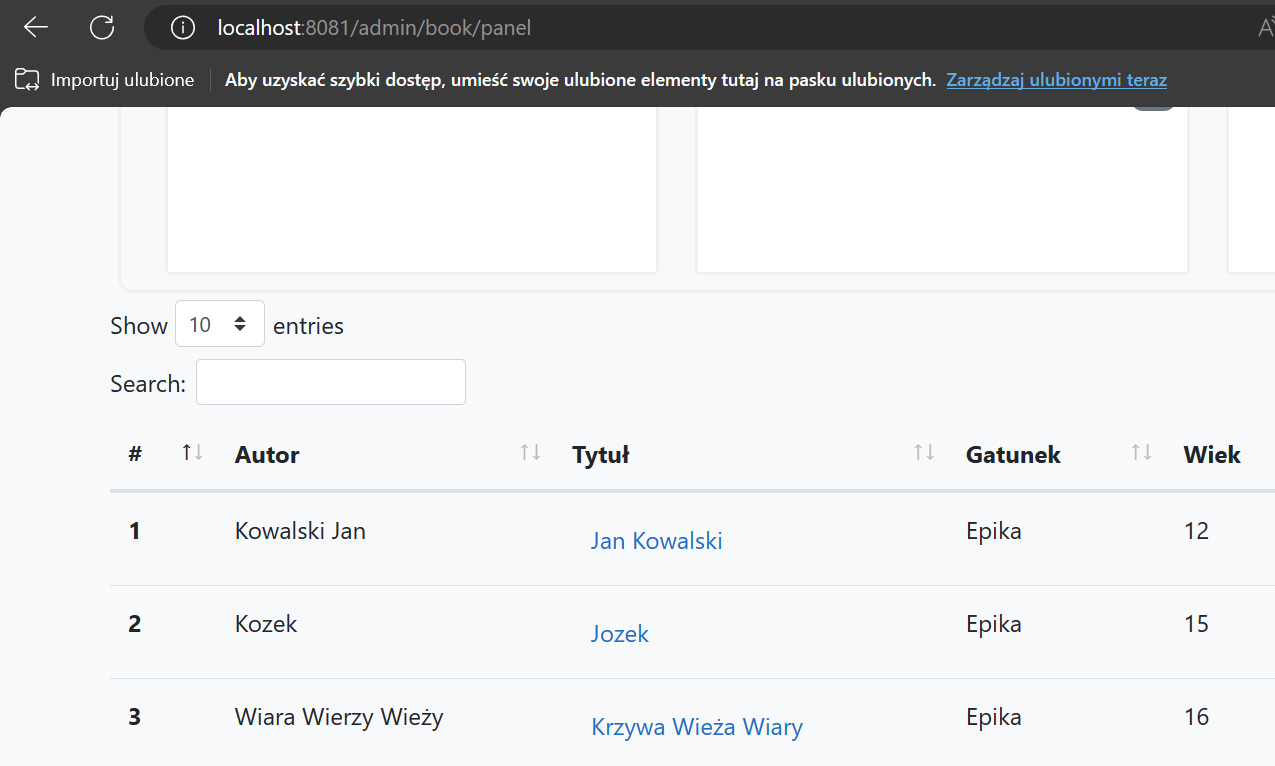 localhost:8081/admin/book/panel
Importuj ulubione Aby uzyskać szybki dostęp, umieść swoje ulubione elementy tutaj na pasku ulubionych. Zarządzaj ulubionymi teraz
Show 10 entries
Search:
# Autor Tytuł Gatunek Wiek
1 Kowalski Jan Jan Kowalski Epika 12
2 Kozek Jozek Epika 15
3 Wiara Wierzy Wieży Krzywa Wieża Wiary Epika 16